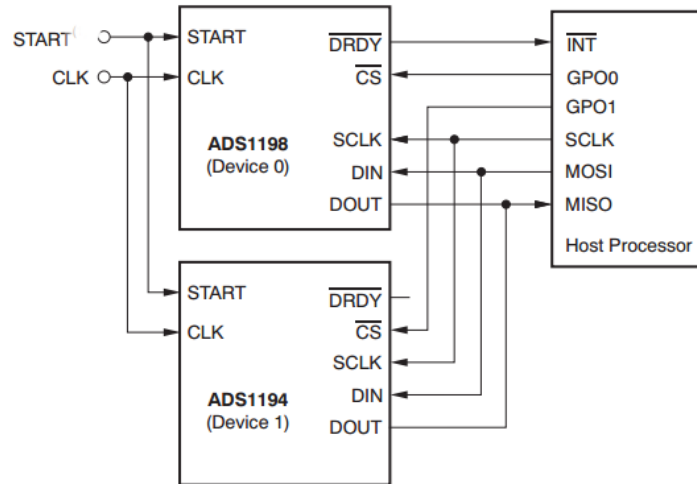 START
CLK
START
CLK
ADS1198
(Device 0)
DRDY
CS
SCLK
DIN
DOUT
INT
GPO0
GPO1
SCLK
MOSI
MISO
Host Processor
START
CLK
ADS1194
(Device 1)
DRDY
CS
SCLK
DIN
DOUT